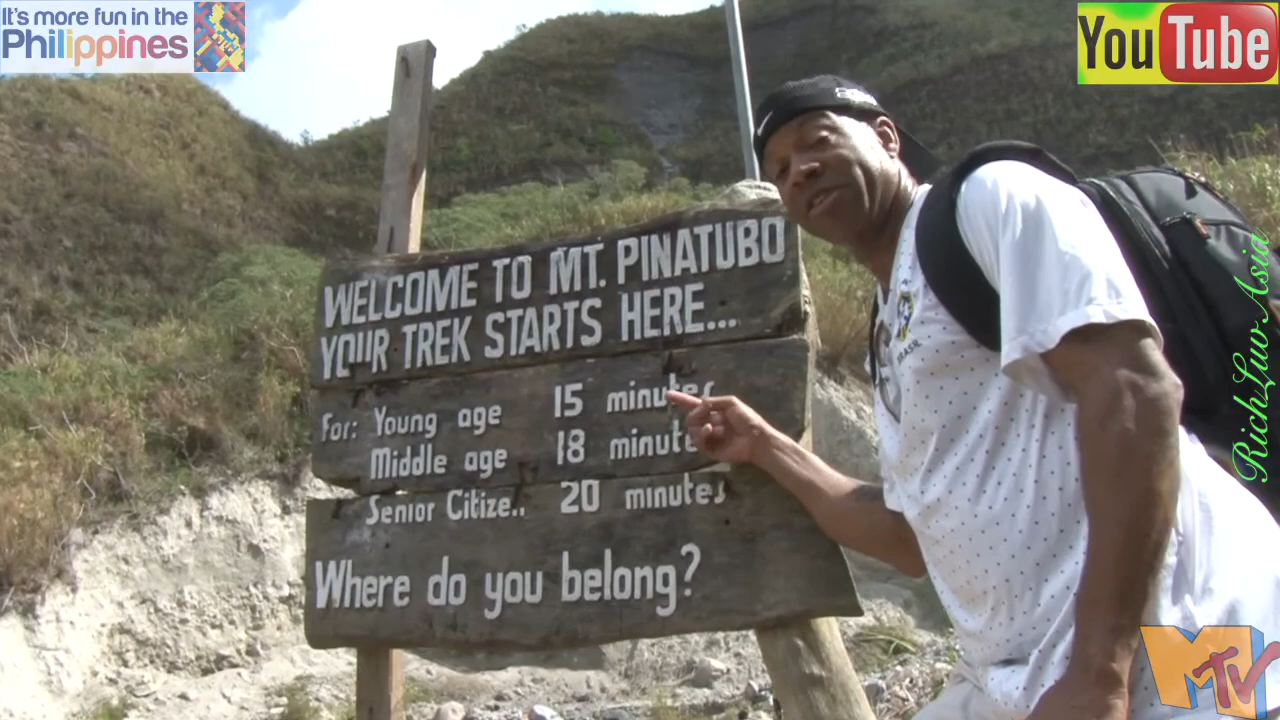 It's more fun in the
Philippines
YouTube
WELCOME TO MT. PINATUBO
YOUR TREK STARTS HERE...
For: Young age 15 minutes
Middle age 18 minutes
Senior Citize.. 20 minutes
Where do you belong?
BRASIL
RichLuvAsia
MTV